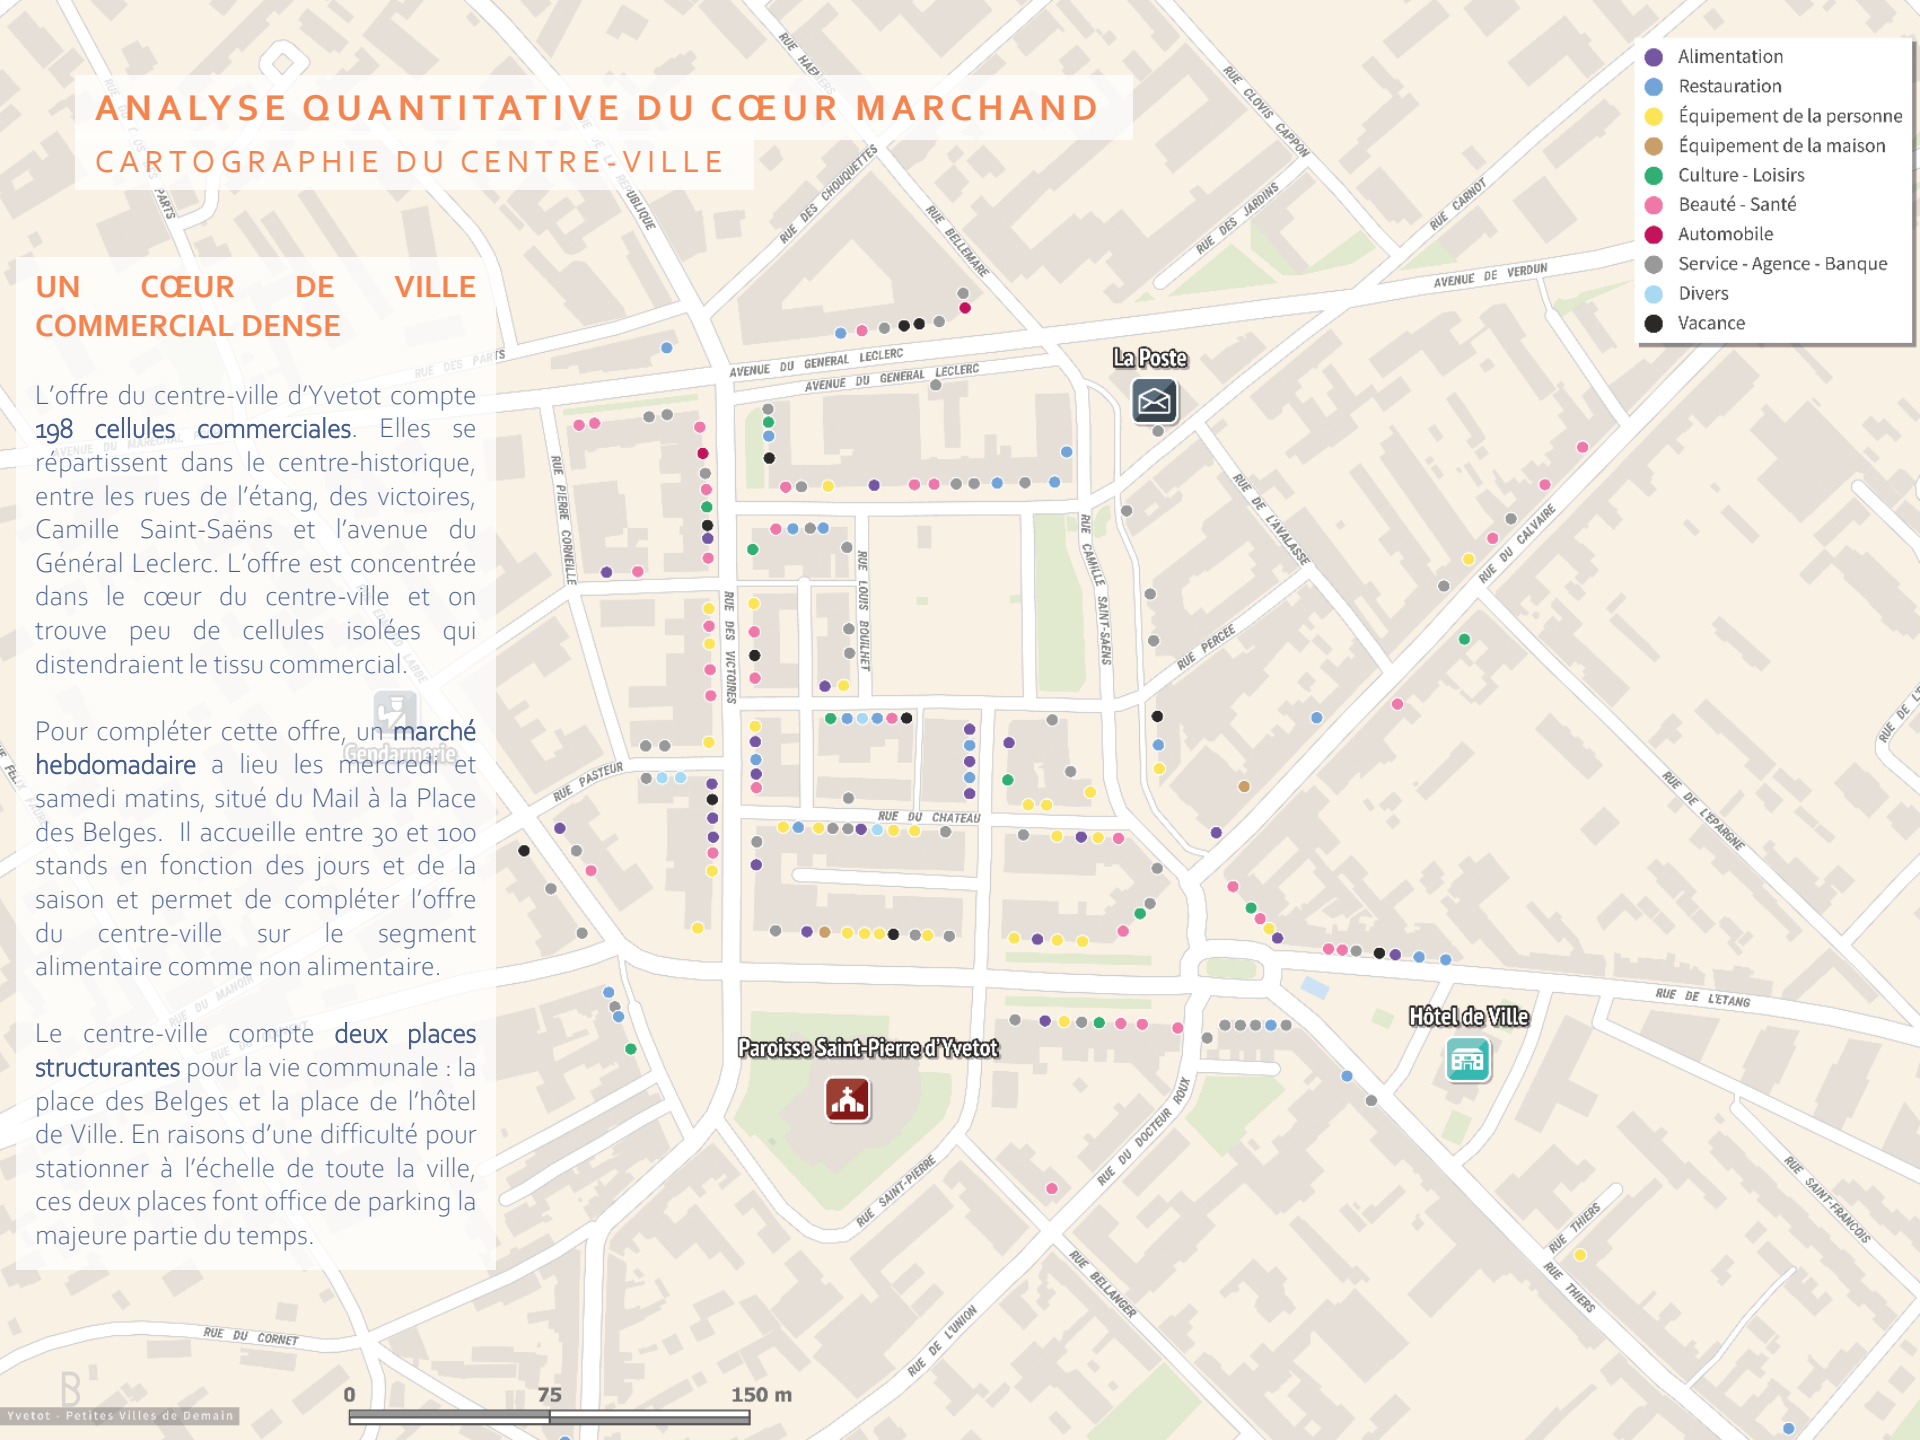 ANALYSE QUANTITATIVE DU CŒUR MARCHAND
CARTOGRAPHIE DU CENTRE-VILLE
UN CŒUR DE VILLE
COMMERCIAL DENSE
L'offre du centre-ville d'Yvetot compte
198 cellules commerciales. Elles se
répartissent dans le centre-historique,
entre les rues de l'étang, des victoires,
Camille Saint-Saëns et l'avenue du
Général Leclerc. L'offre est concentrée
dans le cœur du centre-ville et on
trouve peu de cellules isolées qui
distendraient le tissu commercial.
Pour compléter cette offre, un marché
hebdomadaire a lieu les mercredi et
samedi matins, situé du Mail à la Place
des Belges. Il accueille entre 30 et 100
stands en fonction des jours et de la
saison et permet de compléter l'offre
du centre-ville sur le segment
alimentaire comme non alimentaire.
Le centre-ville compte deux places
structurantes pour la vie communale : la
place des Belges et la place de l'hôtel
de Ville. En raisons d'une difficulté pour
stationner à l'échelle de toute la ville,
ces deux places font office de parking la
majeure partie du temps.
Alimentation
Restauration
Équipement de la personne
Équipement de la maison
Culture - Loisirs
Beauté - Santé
Automobile
Service - Agence - Banque
Divers
Vacance
RUE HAEMERS
RUE CLOVIS CAPPON
RUE DES CHOUQUETTES
RUE BELLEMARE
RUE DES JARDINS
RUE CARNOT
AVENUE DE VERDUN
RUE DES PARTS
AVENUE DU GENERAL LECLERC
AVENUE DU GENERAL LECLERC
La Poste
RUE PIERRE CORNEILLE
RUE DE L'AVALASSE
RUE DU CALVAIRE
RUE CAMILLE SAINT-SAENS
RUE LOUIS BOUILHET
RUE DES VICTOIRES
RUE PERCEE
Gendarmerie
RUE PASTEUR
RUE DU CHATEAU
RUE DE L'EPARGNE
RUE DU MANOIR
RUE DE L'ETANG
Hôtel de Ville
Paroisse Saint-Pierre d'Yvetot
RUE DU DOCTEUR ROUX
RUE SAINT-PIERRE
RUE SAINT-FRANCOIS
RUE THIERS
RUE THIERS
RUE BELLANGER
RUE DE L'UNION
RUE DU CORNET
0 75 150 m
B
Yvetot - Petites Villes de Demain